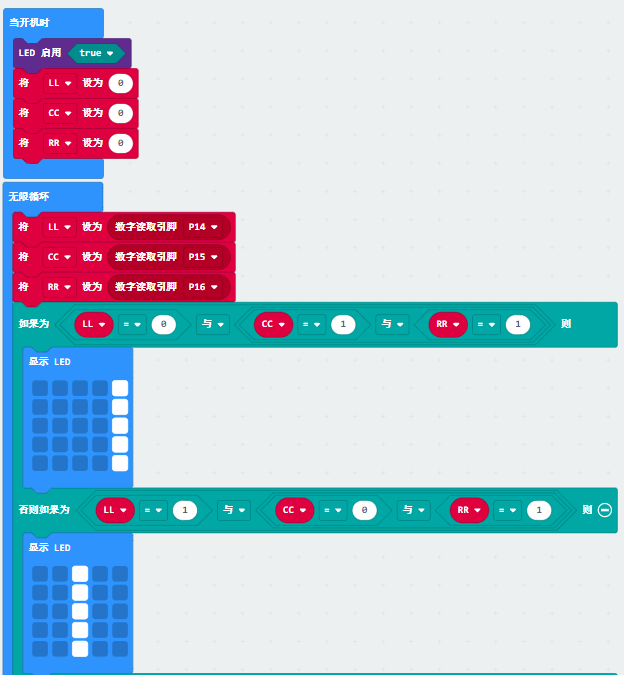 当开机时
LED 启用 true
将 LL 设为 0
将 CC 设为 0
将 RR 设为 0
无限循环
将 LL 设为 数字读取引脚 P14
将 CC 设为 数字读取引脚 P15
将 RR 设为 数字读取引脚 P16
如果为 LL = 0 与 CC = 1 与 RR = 1 则
显示 LED
否则如果为 LL = 1 与 CC = 0 与 RR = 1 则
显示 LED